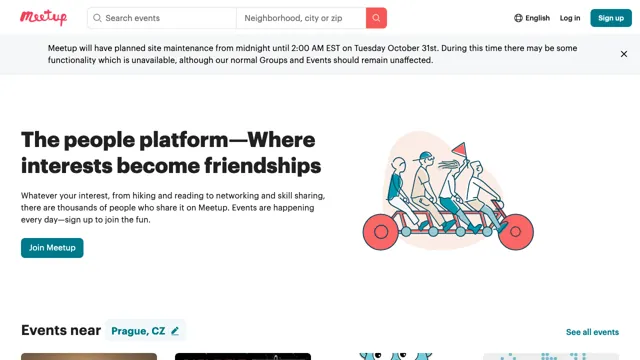 meetup
Search events
Neighborhood, city or zip
English
Log in
Sign up
Meetup will have planned site maintenance from midnight until 2:00 AM EST on Tuesday October 31st. During this time there may be some
functionality which is unavailable, although our normal Groups and Events should remain unaffected.
The people platform—Where
interests become friendships
Whatever your interest, from hiking and reading to networking and skill sharing,
there are thousands of people who share it on Meetup. Events are happening
every day—sign up to join the fun.
Join Meetup
Events near Prague, CZ
See all events